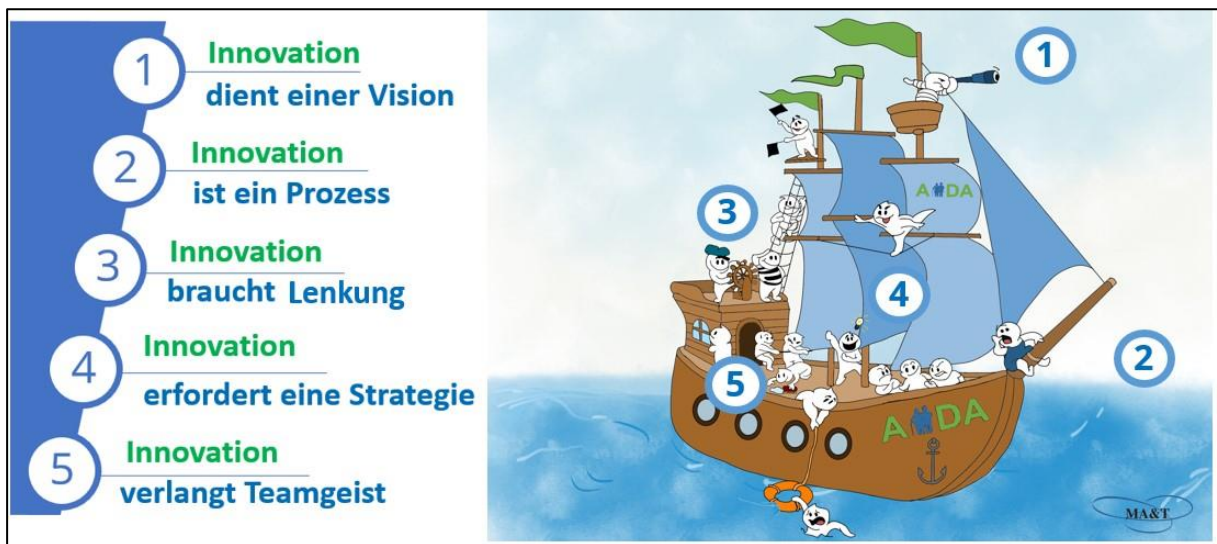 1
Innovation
dient einer Vision
2
Innovation
ist ein Prozess
3
Innovation
braucht Lenkung
4
Innovation
erfordert eine Strategie
5
Innovation
verlangt Teamgeist
1
A DA
3
4
2
5
A DA
MA&T